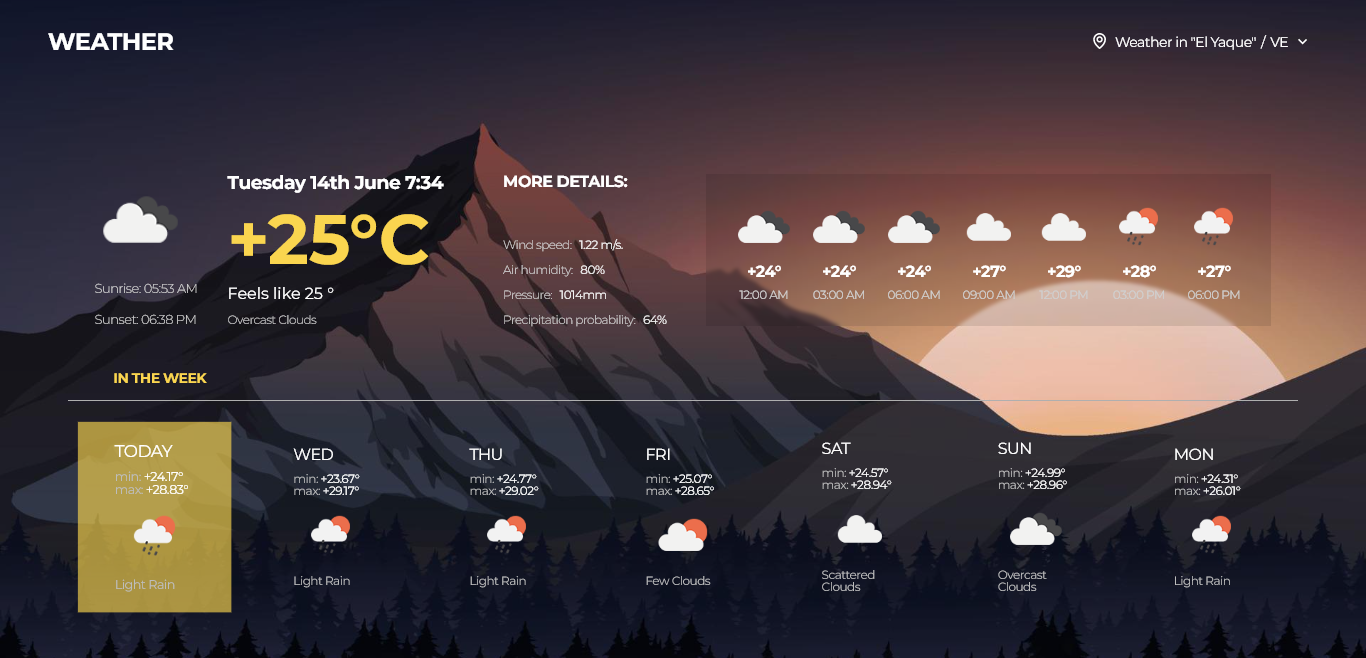 WEATHER
Weather in "El Yaque" / VE
Tuesday 14th June 7:34
+25°C
Feels like 25 °
Overcast Clouds
Sunrise: 05:53 AM
Sunset: 06:38 PM
MORE DETAILS:
Wind speed: 1.22 m/s.
Air humidity: 80%
Pressure: 1014mm
Precipitation probability: 64%
+24° +24° +24° +27° +29° +28° +27°
12:00 AM 03:00 AM 06:00 AM 09:00 AM 12:00 PM 03:00 PM 06:00 PM
IN THE WEEK
TODAY
min: +24.17°
max: +28.83°
Light Rain
WED
min: +23.67°
max: +29.17°
Light Rain
THU
min: +24.77°
max: +29.02°
Light Rain
FRI
min: +25.07°
max: +28.65°
Few Clouds
SAT
min: +24.57°
max: +28.94°
Scattered
Clouds
SUN
min: +24.99°
max: +28.96°
Overcast
Clouds
MON
min: +24.31°
max: +26.01°
Light Rain